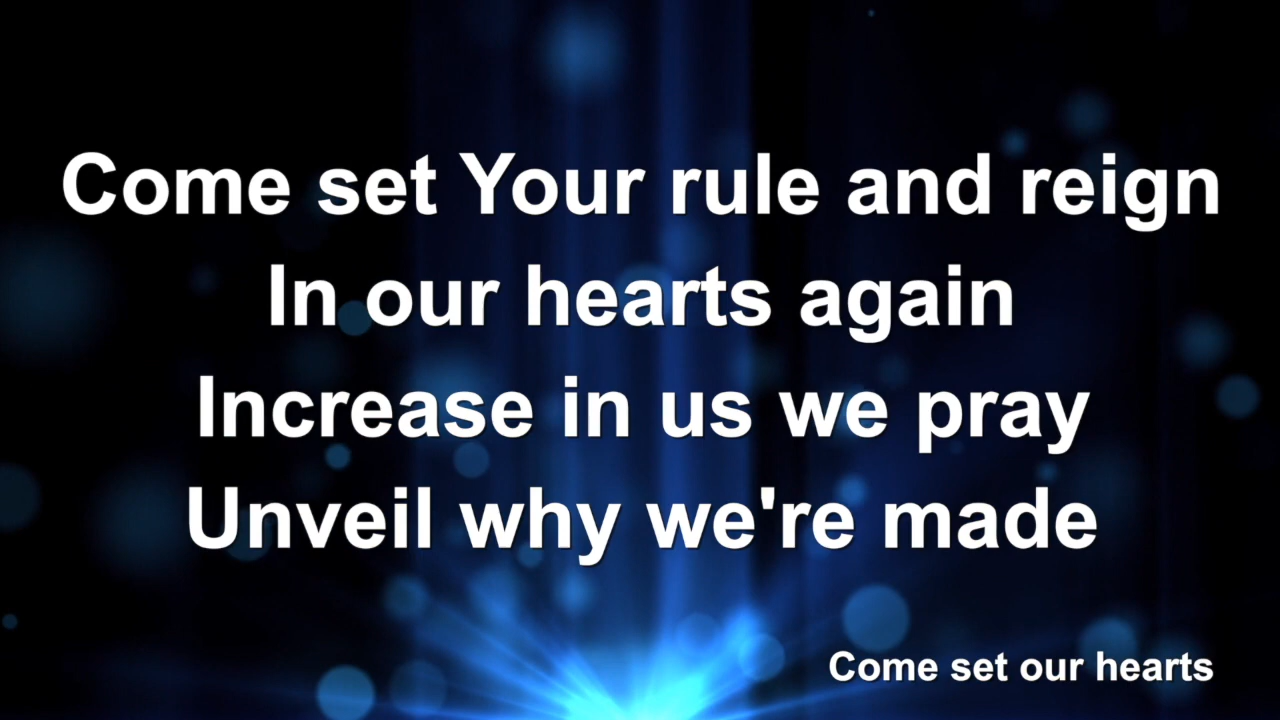 Come set Your rule and reign
In our hearts again
Increase in us we pray
Unveil why we're made
Come set our hearts